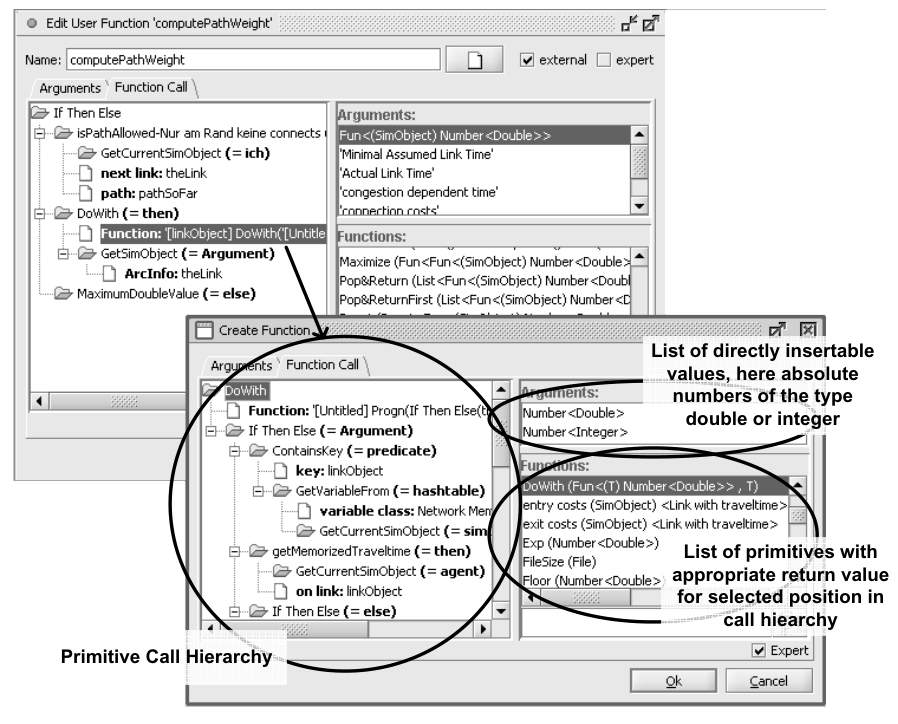 Edit User Function 'computePathWeight'
Name: computePathWeight
external expert
Arguments Function Call
If Then Else
isPathAllowed-Nur am Rand keine connects
GetCurrentSimObject (= ich)
next link: theLink
path: pathSoFar
DoWith (= then)
Function: '[linkObject] DoWith('[Untitle
GetSimObject (= Argument)
ArcInfo: theLink
MaximumDoubleValue (= else)
Arguments:
Fun<(SimObject) Number<Double>>
'Minimal Assumed Link Time'
'Actual Link Time'
'congestion dependent time'
'connection costs'
Functions:
Maximize (Fun<Fun<(SimObject) Number<Double>
Pop&Return (List<Fun<(SimObject) Number<Doubl
Pop&ReturnFirst (List<Fun<(SimObject) Number<D
Create Function
Arguments Function Call
DoWith
Function: '[Untitled] Progn(If Then Else(t
If Then Else (= Argument)
ContainsKey (= predicate)
key: linkObject
GetVariableFrom (= hashtable)
variable class: Network Mem
GetCurrentSimObject (= sim
getMemorizedTraveltime (= then)
GetCurrentSimObject (= agent)
on link: linkObject
If Then Else (= else)
Arguments:
Number<Double>
Number<Integer>
Functions:
DoWith (Fun<(T) Number<Double>> , T)
entry costs (SimObject) <Link with traveltime>
exit costs (SimObject) <Link with traveltime>
Exp (Number<Double>)
FileSize (File)
Floor (Number<Double>)
Expert
Ok Cancel
List of directly insertable
values, here absolute
numbers of the type
double or integer
List of primitives with
appropriate return value
for selected position in
call hiearchy
Primitive Call Hierarchy